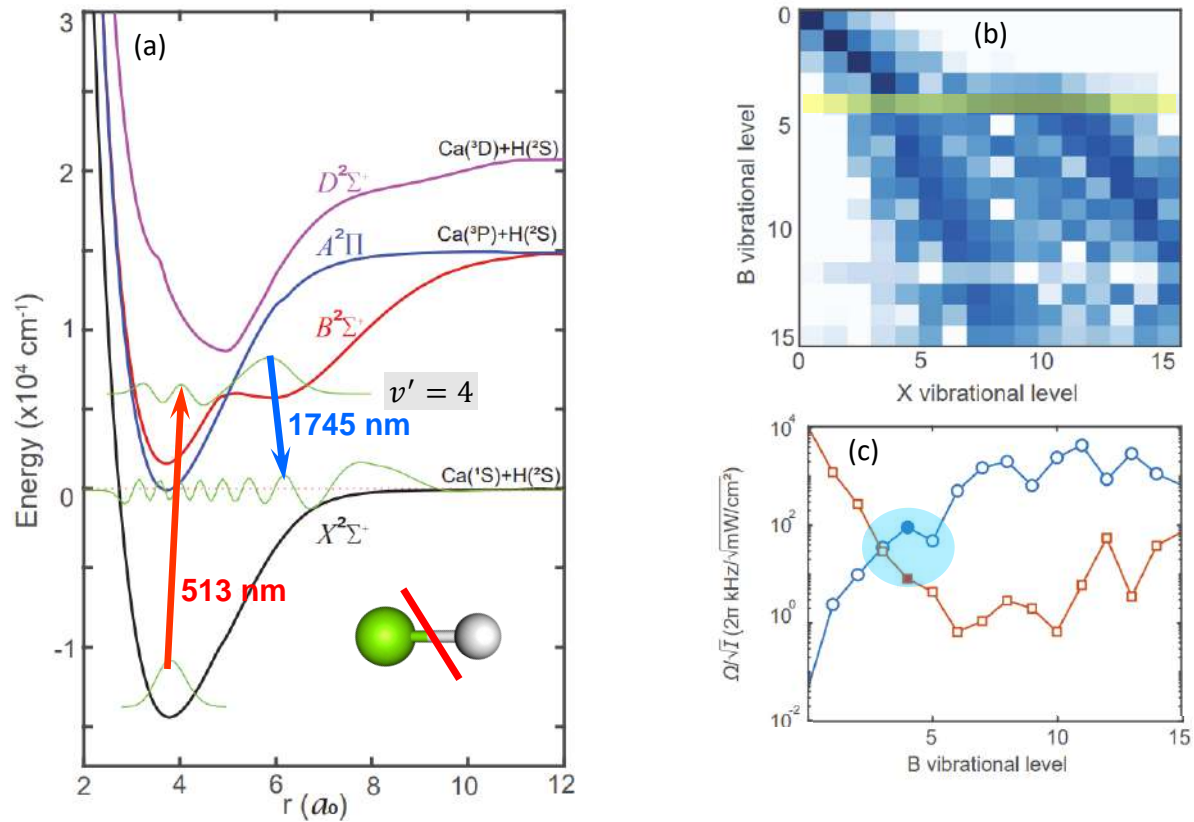 (a)
3
2
1
0
-1
Energy (x10⁴ cm⁻¹)
Ca(³D)+H(²S)
D²Σ⁺
A²Π
Ca(³P)+H(²S)
B²Σ⁺
v′ = 4
1745 nm
Ca(¹S)+H(²S)
X²Σ⁺
513 nm
2 4 6 8 10 12
r (a₀)
(b)
0
5
10
15
B vibrational level
0 5 10 15
X vibrational level
(c)
10⁴
10²
10⁰
10⁻²
Ω/√I (2π kHz/√mW/cm²)
5 10 15
B vibrational level